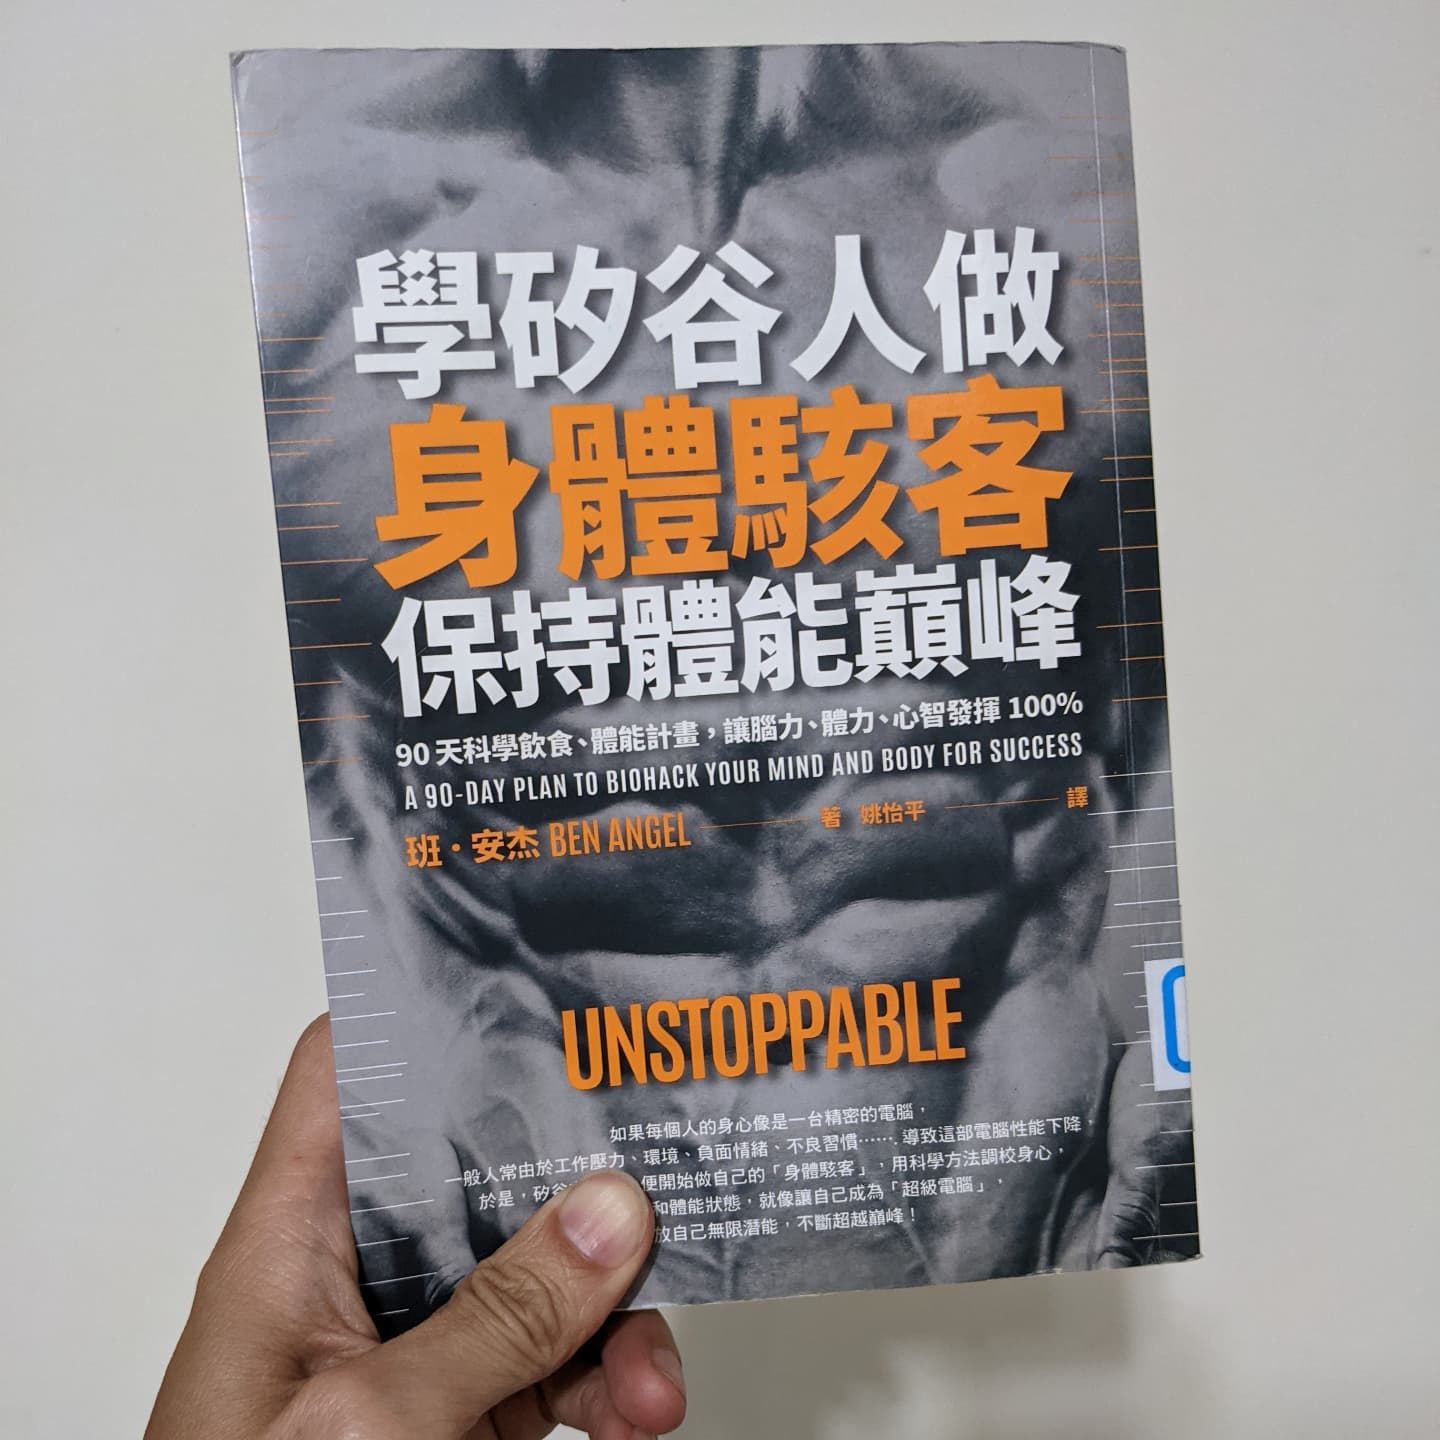 學矽谷人做
身體駭客
保持體能巔峰
90 天科學飲食、體能計畫，讓腦力、體力、心智發揮 100%
A 90-DAY PLAN TO BIOHACK YOUR MIND AND BODY FOR SUCCESS
班・安杰 BEN ANGEL 著 姚怡平 譯
UNSTOPPABLE
如果每個人的身心像是一台精密的電腦，
一般人常由於工作壓力、環境、負面情緒、不良習慣……導致這部電腦性能下降，
於是，矽谷 便開始做自己的「身體駭客」，用科學方法調校身心，
和體能狀態，就像讓自己成為「超級電腦」，
放自己無限潛能，不斷超越巔峰！